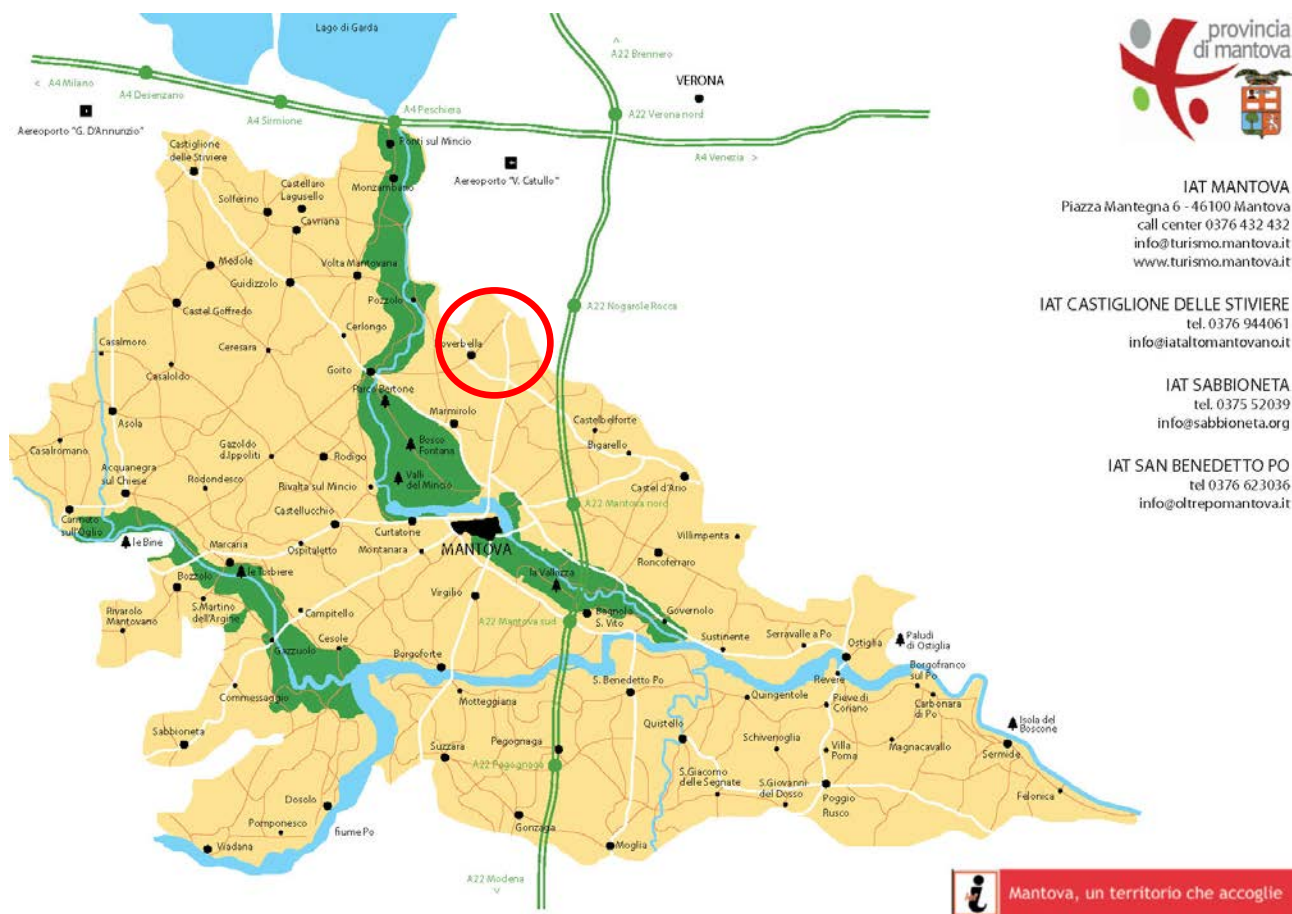 Lago di Garda
A22 Brennero
VERONA
< A4 Milano
A4 Desenzano
A4 Sirmione
A4 Peschiera
A22 Verona nord
A4 Venezia >
Aereoporto "G. D'Annunzio"
Aereoporto "V. Catullo"
Ponti sul Mincio
Castiglione
delle Stiviere
Monzambano
Castellaro
Lagusello
Solferino
Cavriana
Medole
Volta Mantovana
Guidizzolo
Pozzolo
A22 Nogarole Rocca
Castel Goffredo
Cerlongo
Casalmoro
Ceresara
overbella
Casaloldo
Goito
Parco Bertone
Marmirolo
Asola
Castelbelforte
Bosco
Fontana
Bigarello
Casalromano
Gazoldo
d.Ippoliti
Rodigo
Acquanegra
sul Chiese
Valli
del Mincio
Castel d'Ario
Redondesco
Rivalta sul Mincio
A22 Mantova nord
Canneto
sull'Oglio
Castellucchio
Curtatone
le Bine
Marcaria
Ospitaletto
Montanara
MANTOVA
Villimpenta
Roncoferraro
Bozzolo
le Torbiere
la Vallazza
Rivarolo
Mantovano
S.Martino
dell'Argine
Campitello
Virgilio
A22 Mantova sud
Bagnolo
S. Vito
Governolo
Cesole
Gazzuolo
Sustinente
Serravalle a Po
Ostiglia
Paludi
di Ostiglia
Borgoforte
S. Benedetto Po
Revere
Borgofranco
sul Po
Commessaggio
Motteggiana
Quingentole
Pieve di
Coriano
Carbonara
di Po
Isola del
Boscone
Sabbioneta
Quistello
Schivenoglia
Villa
Poma
Magnacavallo
Sermide
Suzzara
Pegognaga
A22 Pegognaga
S.Giacomo
delle Segnate
S.Giovanni
del Dosso
Poggio
Rusco
Felonica
Dosolo
Pomponesco
fiume Po
Gonzaga
Viadana
Moglia
A22 Modena
provincia
di mantova
IAT MANTOVA
Piazza Mantegna 6 - 46100 Mantova
call center 0376 432 432
info@turismo.mantova.it
www.turismo.mantova.it
IAT CASTIGLIONE DELLE STIVIERE
tel. 0376 944061
info@iataltomantovano.it
IAT SABBIONETA
tel. 0375 52039
info@sabbioneta.org
IAT SAN BENEDETTO PO
tel 0376 623036
info@oltrepomantova.it
Mantova, un territorio che accoglie